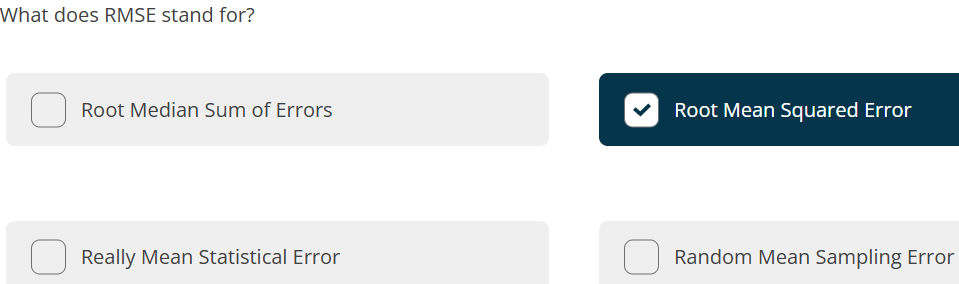 What does RMSE stand for?
Root Median Sum of Errors
Root Mean Squared Error
Really Mean Statistical Error
Random Mean Sampling Error